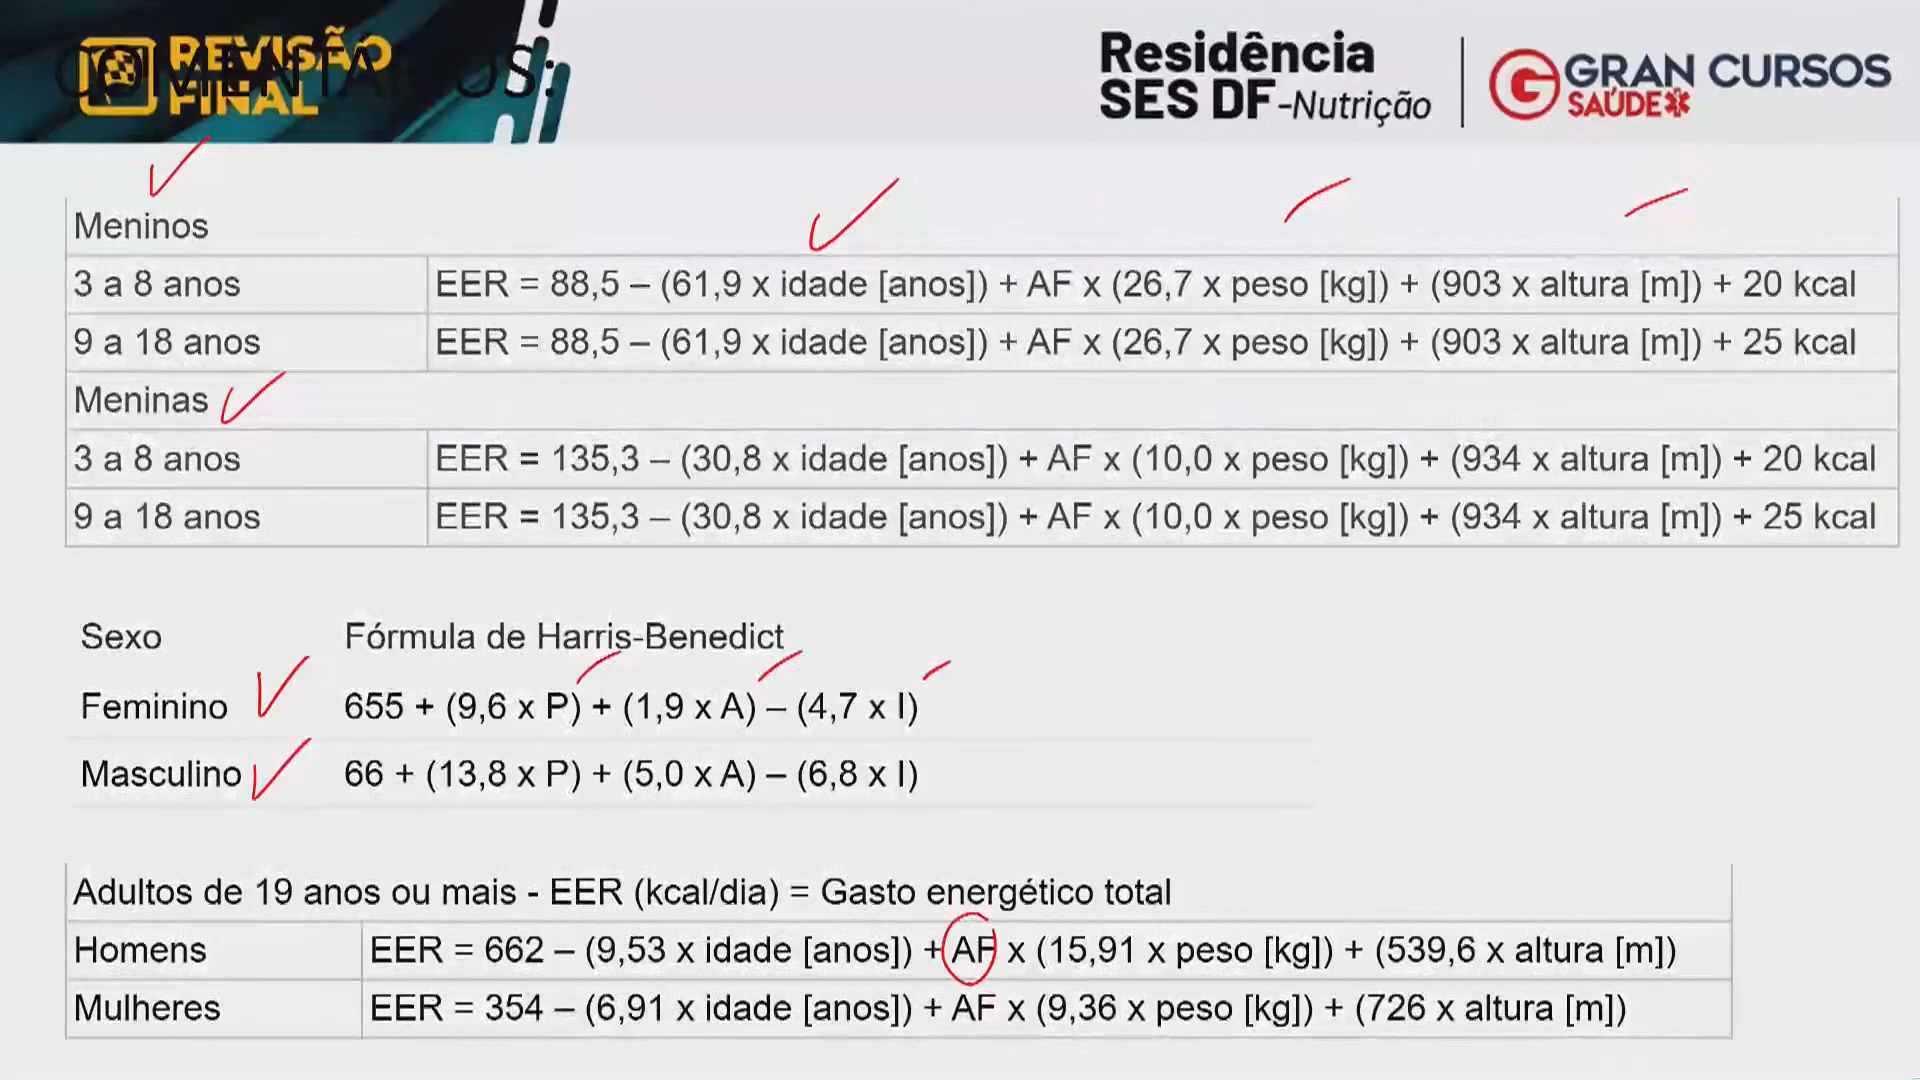 COMENTÁRIOS:
REVISÃO
FINAL
Residência
SES DF-Nutrição
GRAN CURSOS
SAÚDE
Meninos
3 a 8 anos EER = 88,5 – (61,9 x idade [anos]) + AF x (26,7 x peso [kg]) + (903 x altura [m]) + 20 kcal
9 a 18 anos EER = 88,5 – (61,9 x idade [anos]) + AF x (26,7 x peso [kg]) + (903 x altura [m]) + 25 kcal
Meninas
3 a 8 anos EER = 135,3 – (30,8 x idade [anos]) + AF x (10,0 x peso [kg]) + (934 x altura [m]) + 20 kcal
9 a 18 anos EER = 135,3 – (30,8 x idade [anos]) + AF x (10,0 x peso [kg]) + (934 x altura [m]) + 25 kcal
Sexo Fórmula de Harris-Benedict
Feminino 655 + (9,6 x P) + (1,9 x A) – (4,7 x I)
Masculino 66 + (13,8 x P) + (5,0 x A) – (6,8 x I)
Adultos de 19 anos ou mais - EER (kcal/dia) = Gasto energético total
Homens EER = 662 – (9,53 x idade [anos]) + AF x (15,91 x peso [kg]) + (539,6 x altura [m])
Mulheres EER = 354 – (6,91 x idade [anos]) + AF x (9,36 x peso [kg]) + (726 x altura [m])